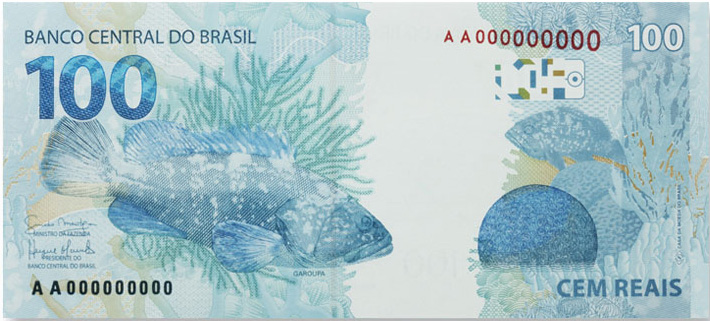 BANCO CENTRAL DO BRASIL
A A 000000000
100
100
MINISTRO DA FAZENDA
PRESIDENTE DO
BANCO CENTRAL DO BRASIL
GAROUPA
A A 000000000
CASA DA MOEDA DO BRASIL
CEM REAIS